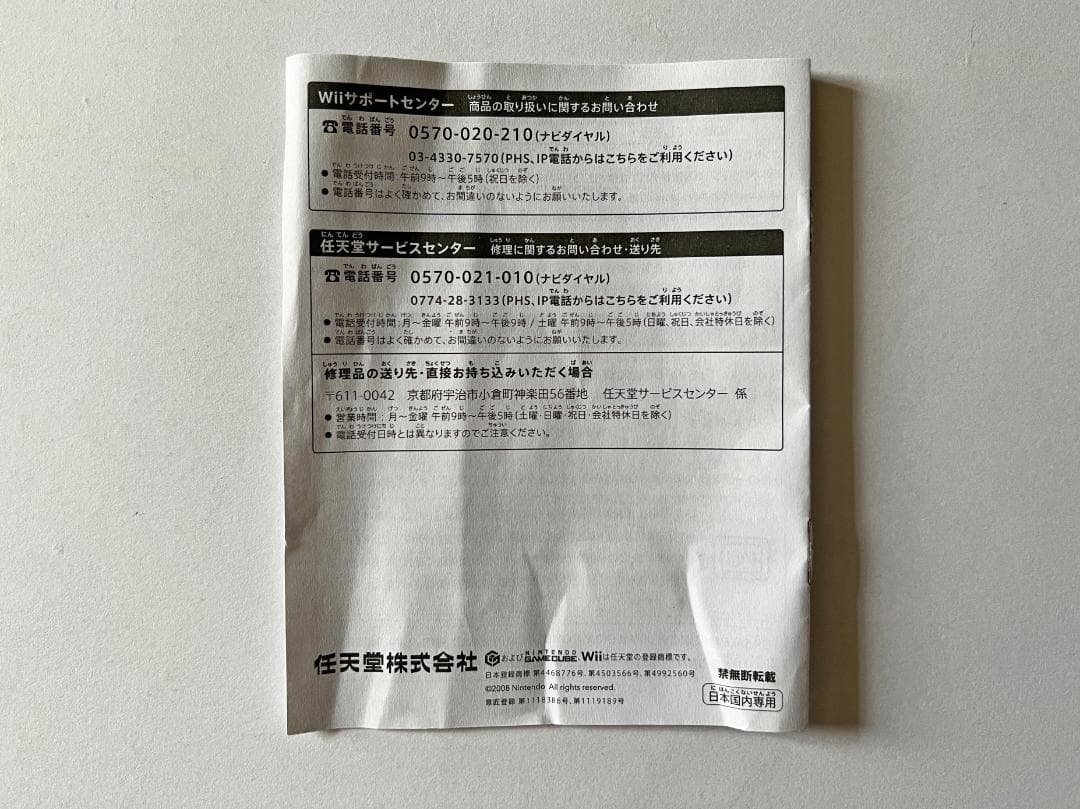 Wiiサポートセンター 商品の取り扱いに関するお問い合わせ
☎電話番号 0570-020-210(ナビダイヤル)
03-4330-7570(PHS、IP電話からはこちらをご利用ください)
●電話受付時間:午前9時〜午後5時(祝日を除く)
●電話番号はよく確かめて、お間違いのないようにお願いいたします。
任天堂サービスセンター 修理に関するお問い合わせ・送り先
☎電話番号 0570-021-010(ナビダイヤル)
0774-28-3133(PHS、IP電話からはこちらをご利用ください)
●電話受付時間:月〜金曜 午前9時〜午後9時/土曜 午前9時〜午後5時(日曜、祝日、会社特休日を除く)
●電話番号はよく確かめて、お間違いのないようにお願いいたします。
修理品の送り先・直接お持ち込みいただく場合
〒611-0042 京都府宇治市小倉町神楽田56番地 任天堂サービスセンター 係
●営業時間:月〜金曜 午前9時〜午後5時(土曜・日曜・祝日・会社特休日を除く)
●電話受付日時とは異なりますのでご注意ください。
任天堂株式会社
および NINTENDO GAMECUBE、Wiiは任天堂の登録商標です。
日本登録商標 第4468776号、第4503566号、第4992560号
©2008 Nintendo All rights reserved.
意匠登録 第1118386号、第1119189号
禁無断転載
日本国内専用